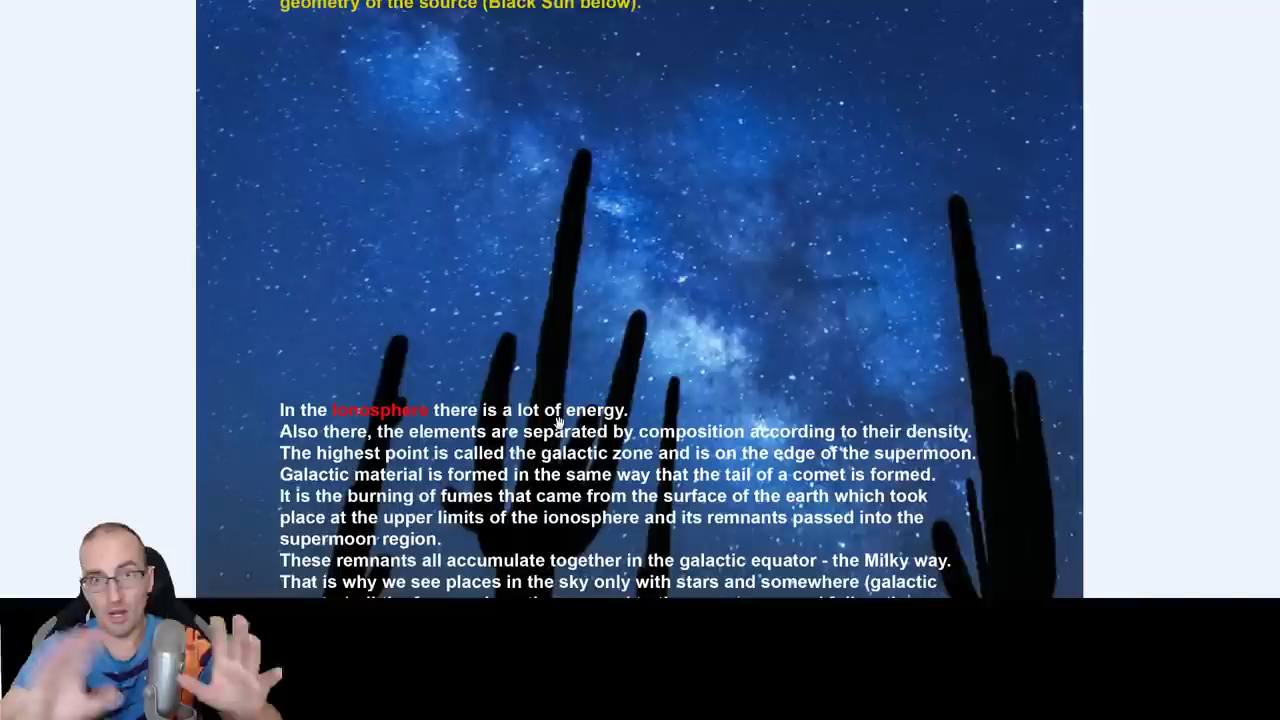 geometry of the source (Black Sun below).
In the Ionosphere there is a lot of energy.
Also there, the elements are separated by composition according to their density.
The highest point is called the galactic zone and is on the edge of the supermoon.
Galactic material is formed in the same way that the tail of a comet is formed.
It is the burning of fumes that came from the surface of the earth which took
place at the upper limits of the ionosphere and its remnants passed into the
supermoon region.
These remnants all accumulate together in the galactic equator - the Milky way.
That is why we see places in the sky only with stars and somewhere (galactic